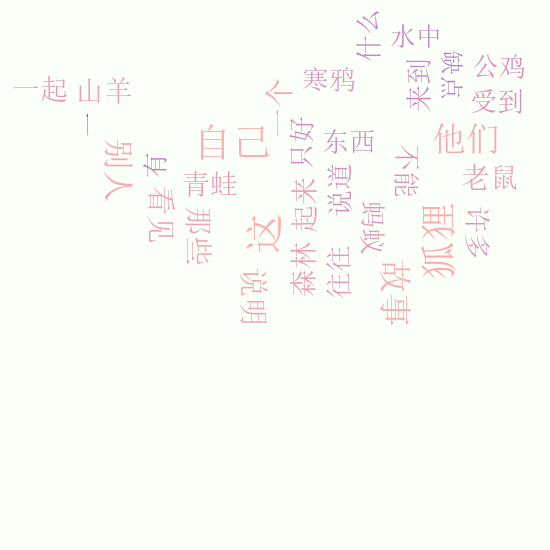 什么
水中
缺点
公鸡
一起
山羊
寒鸦
来到
受到
一个
一
自己
只好
东西
他们
别人
有
青蛙
不能
老鼠
看见
那些
这
起来
说道
蚂蚁
狐狸
许多
说明
森林
往往
故事